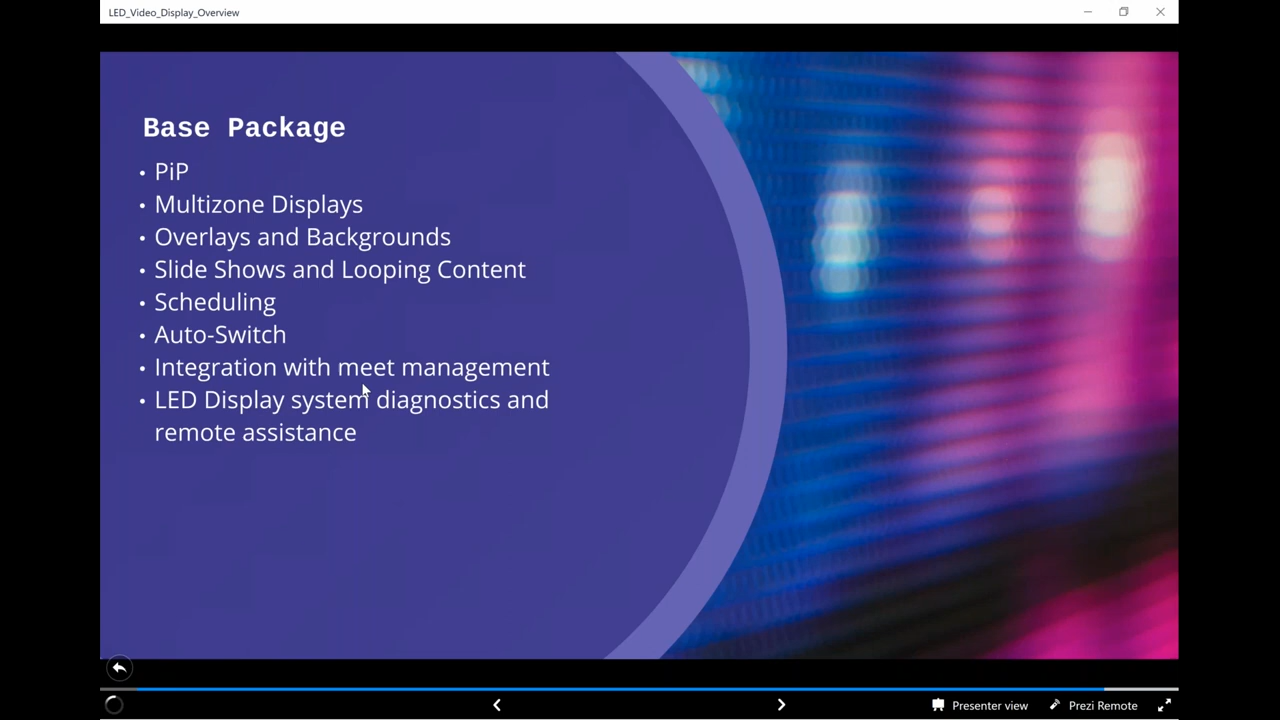 LED_Video_Display_Overview
Base Package
• PiP
• Multizone Displays
• Overlays and Backgrounds
• Slide Shows and Looping Content
• Scheduling
• Auto-Switch
• Integration with meet management
• LED Display system diagnostics and
remote assistance
Presenter view
Prezi Remote